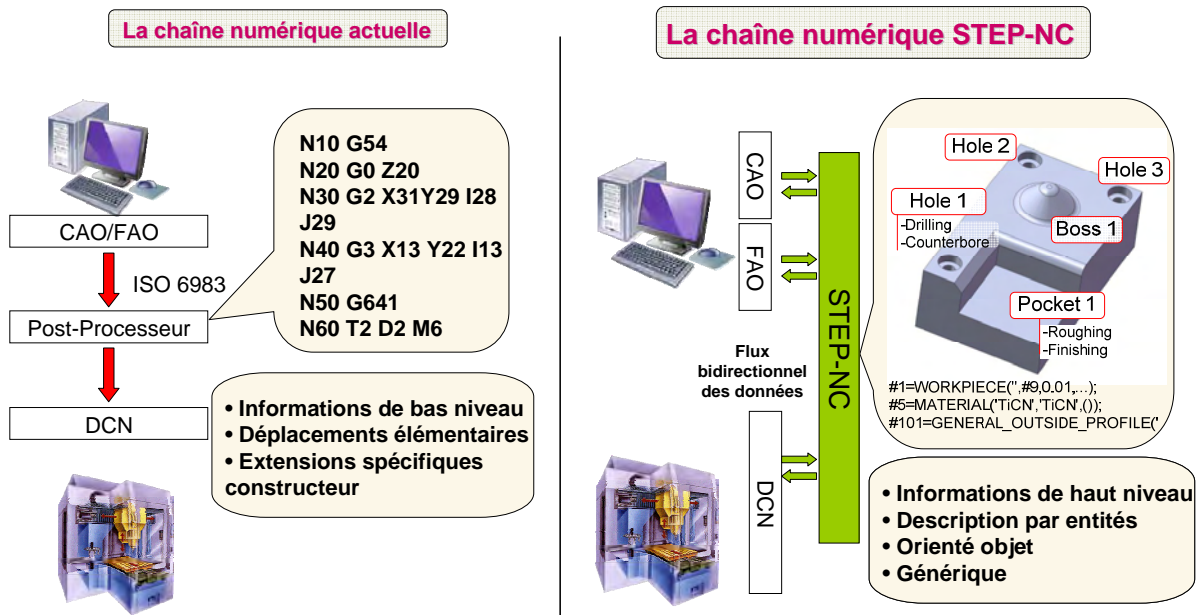 La chaîne numérique actuelle
CAO/FAO
ISO 6983
Post-Processeur
DCN
N10 G54
N20 G0 Z20
N30 G2 X31Y29 I28
J29
N40 G3 X13 Y22 I13
J27
N50 G641
N60 T2 D2 M6
• Informations de bas niveau
• Déplacements élémentaires
• Extensions spécifiques
constructeur
La chaîne numérique STEP-NC
CAO
FAO
Flux
bidirectionnel
des données
DCN
STEP-NC
Hole 2
Hole 3
Hole 1
-Drilling
-Counterbore
Boss 1
Pocket 1
-Roughing
-Finishing
#1=WORKPIECE('',#9,0.01,...);
#5=MATERIAL('TiCN','TiCN',());
#101=GENERAL_OUTSIDE_PROFILE('
• Informations de haut niveau
• Description par entités
• Orienté objet
• Générique